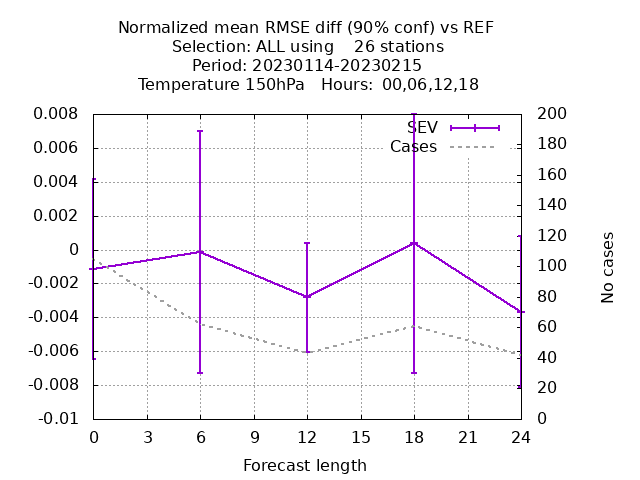 Normalized mean RMSE diff (90% conf) vs REF
Selection: ALL using    26 stations
Period: 20230114-20230215
Temperature 150hPa   Hours: 00,06,12,18
SEV
Cases
0.008
0.006
0.004
0.002
0
-0.002
-0.004
-0.006
-0.008
-0.01
200
180
160
140
120
100
80
60
40
20
0
No cases
0 3 6 9 12 15 18 21 24
Forecast length